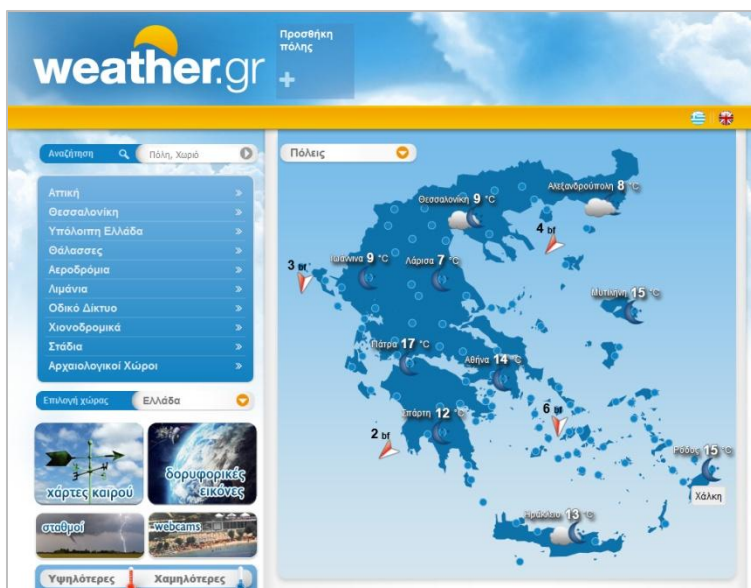 weather.gr
Προσθήκη
πόλης
+
Αναζήτηση
Πόλη, Χωριό
Αττική
Θεσσαλονίκη
Υπόλοιπη Ελλάδα
Θάλασσες
Αεροδρόμια
Λιμάνια
Οδικό Δίκτυο
Χιονοδρομικά
Στάδια
Αρχαιολογικοί Χώροι
Επιλογή χώρας
Ελλάδα
χάρτες καιρού
δορυφορικές
εικόνες
σταθμοί
webcams
Υψηλότερες
Χαμηλότερες
Πόλεις
Αλεξανδρούπολη 8 °C
Θεσσαλονίκη 9 °C
4 bf
Ιωάννινα 9 °C
Λάρισα 7 °C
3 bf
Μυτιλήνη 15 °C
Πάτρα 17 °C
Αθήνα 14 °C
Σπάρτη 12 °C
6 bf
2 bf
Ρόδος 15 °C
Χάλκη
Ηράκλειο 13 °C